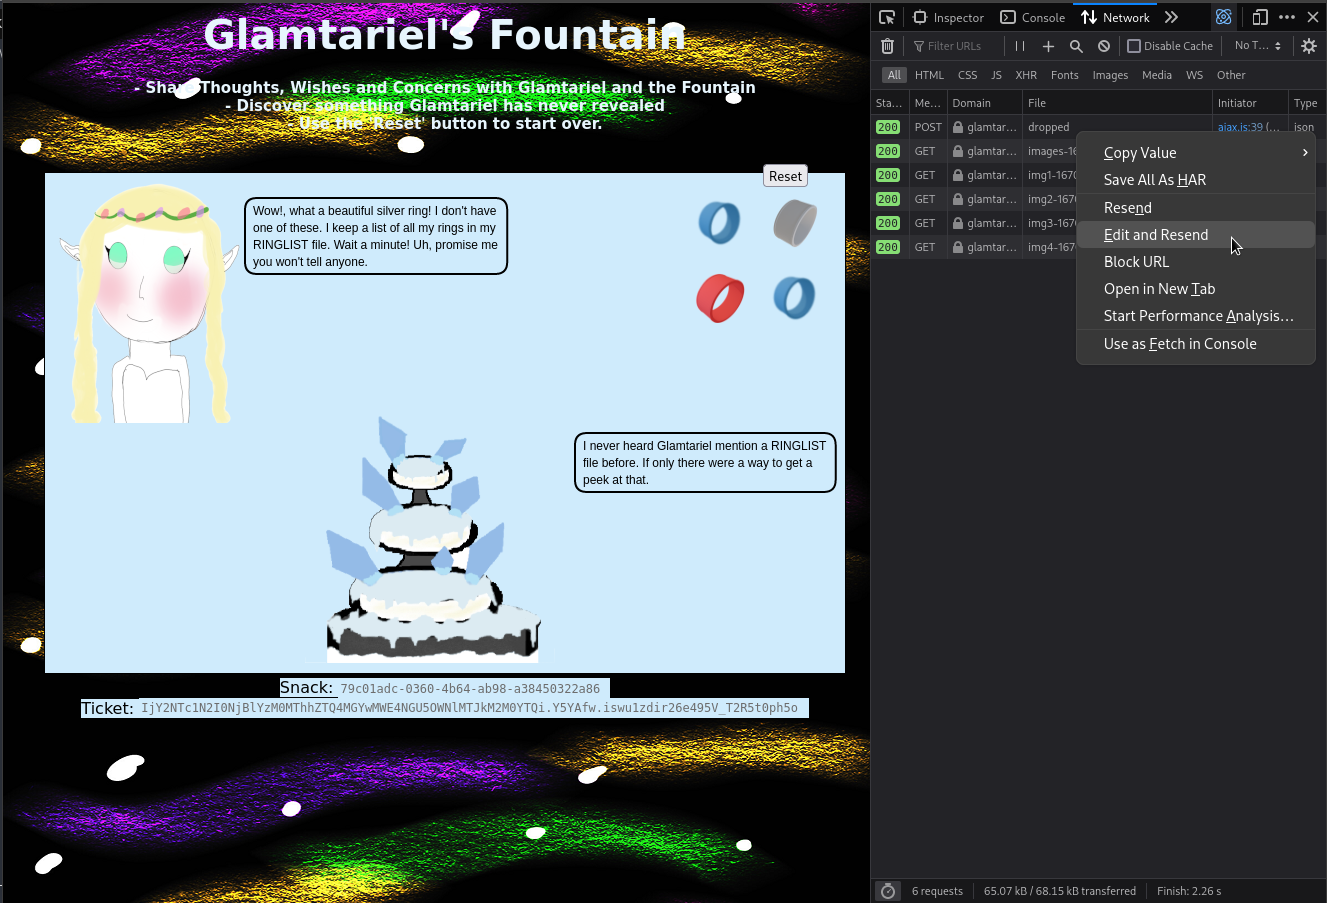 Glamtariel's Fountain
- Share Thoughts, Wishes and Concerns with Glamtariel and the Fountain
- Discover something Glamtariel has never revealed
- Use the 'Reset' button to start over.
Reset
Wow!, what a beautiful silver ring! I don't have
one of these. I keep a list of all my rings in my
RINGLIST file. Wait a minute! Uh, promise me
you won't tell anyone.
I never heard Glamtariel mention a RINGLIST
file before. If only there were a way to get a
peek at that.
Snack: 79c01adc-0360-4b64-ab98-a38450322a86
Ticket: IjY2NTc1N2I0NjBlYzM0MThhZTQ4MGYwMWE4NGU5OWNlMTJkM2M0YTQi.Y5YAfw.iswu1zdir26e495V_T2R5t0ph5o
Inspector Console Network
Filter URLs Disable Cache No T...
All HTML CSS JS XHR Fonts Images Media WS Other
Sta... Me... Domain File Initiator Type
200 POST glamtar... dropped ajax.js:39 (... json
200 GET glamtar... images-16
200 GET glamtar... img1-1670
200 GET glamtar... img2-1670
200 GET glamtar... img3-1670
200 GET glamtar... img4-1670
Copy Value
Save All As HAR
Resend
Edit and Resend
Block URL
Open in New Tab
Start Performance Analysis...
Use as Fetch in Console
6 requests 65.07 kB / 68.15 kB transferred Finish: 2.26 s